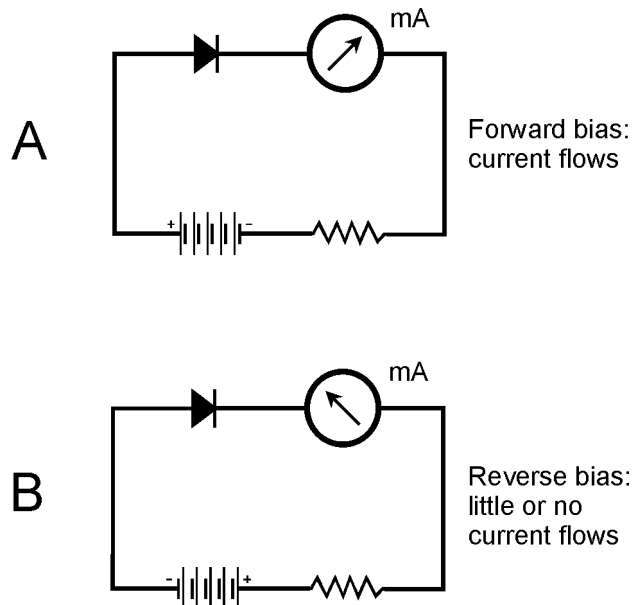 mA
A
Forward bias:
current flows
+ -
mA
B
Reverse bias:
little or no
current flows
- +